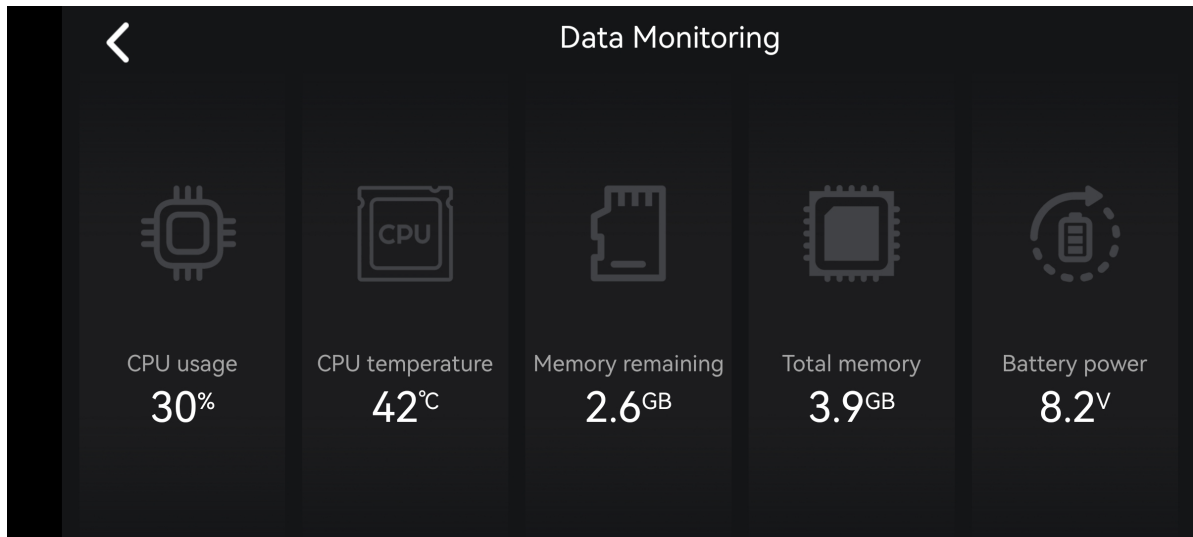 Data Monitoring
CPU
CPU usage
30%
CPU temperature
42℃
Memory remaining
2.6GB
Total memory
3.9GB
Battery power
8.2V